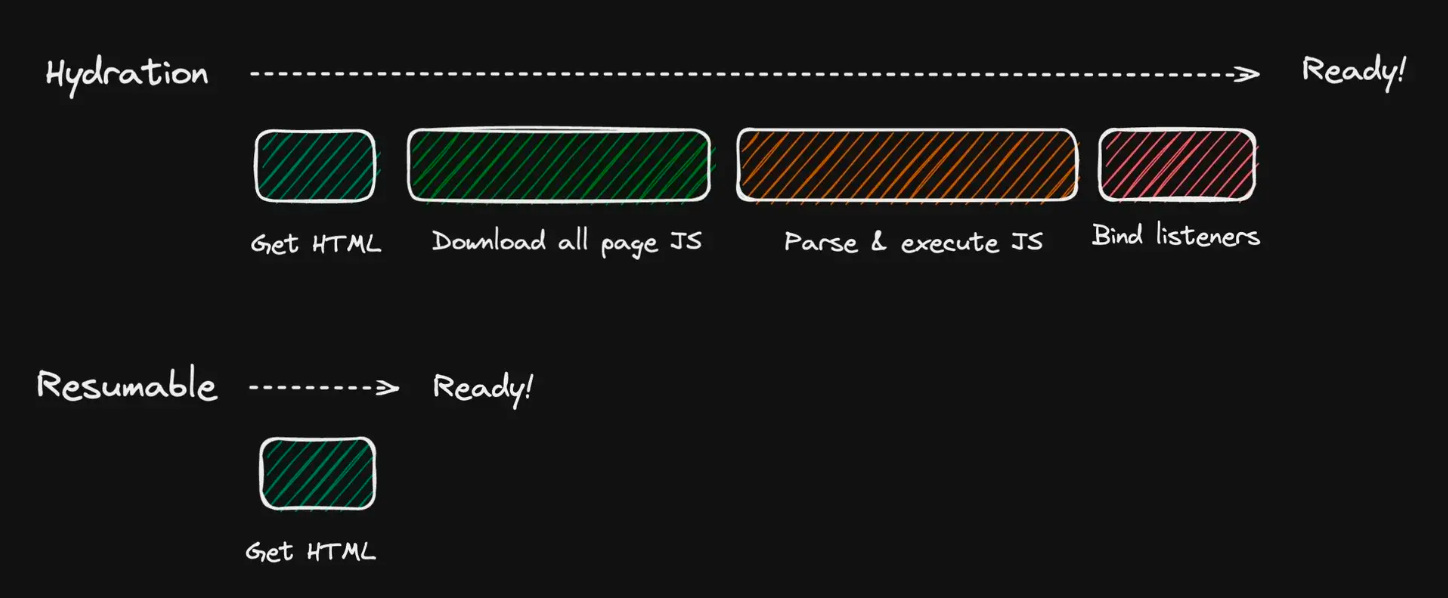 Hydration
Ready!
Get HTML
Download all page JS
Parse & execute JS
Bind listeners
Resumable
Ready!
Get HTML